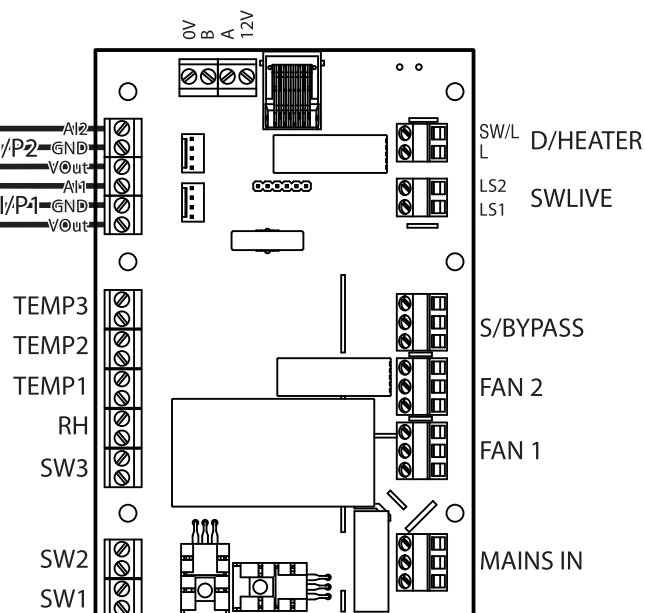 0V
B
A
12V
AI2
/P2 GND
VOut
AI1
I/P1 GND
VOut
TEMP3
TEMP2
TEMP1
RH
SW3
SW2
SW1
SW/L
L
D/HEATER
LS2
LS1
SWLIVE
S/BYPASS
FAN 2
FAN 1
MAINS IN